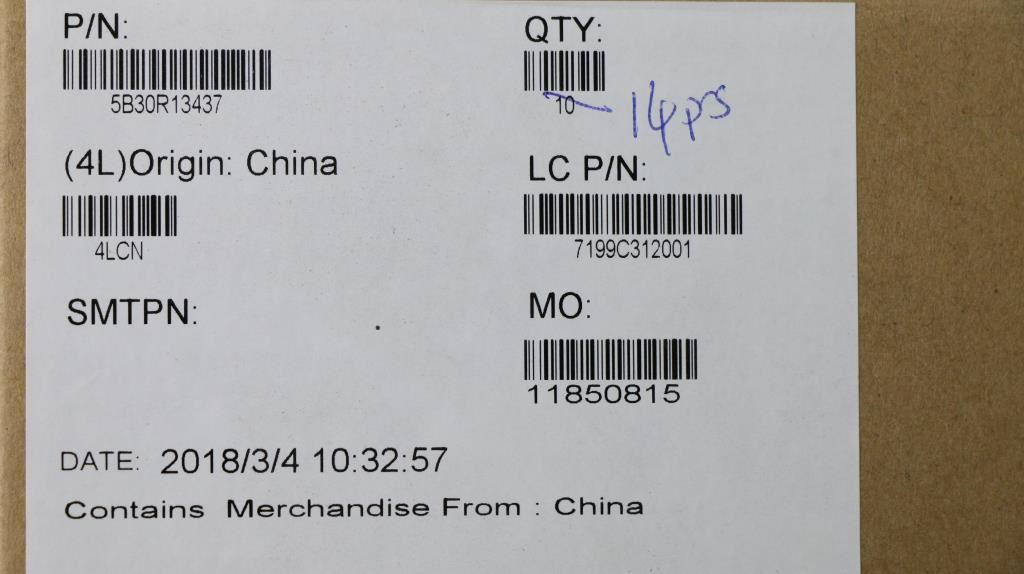 P/N:
5B30R13437
QTY:
10
14prs
(4L)Origin: China
4LCN
LC P/N:
7199C312001
SMTPN:
MO:
11850815
DATE: 2018/3/4 10:32:57
Contains Merchandise From : China